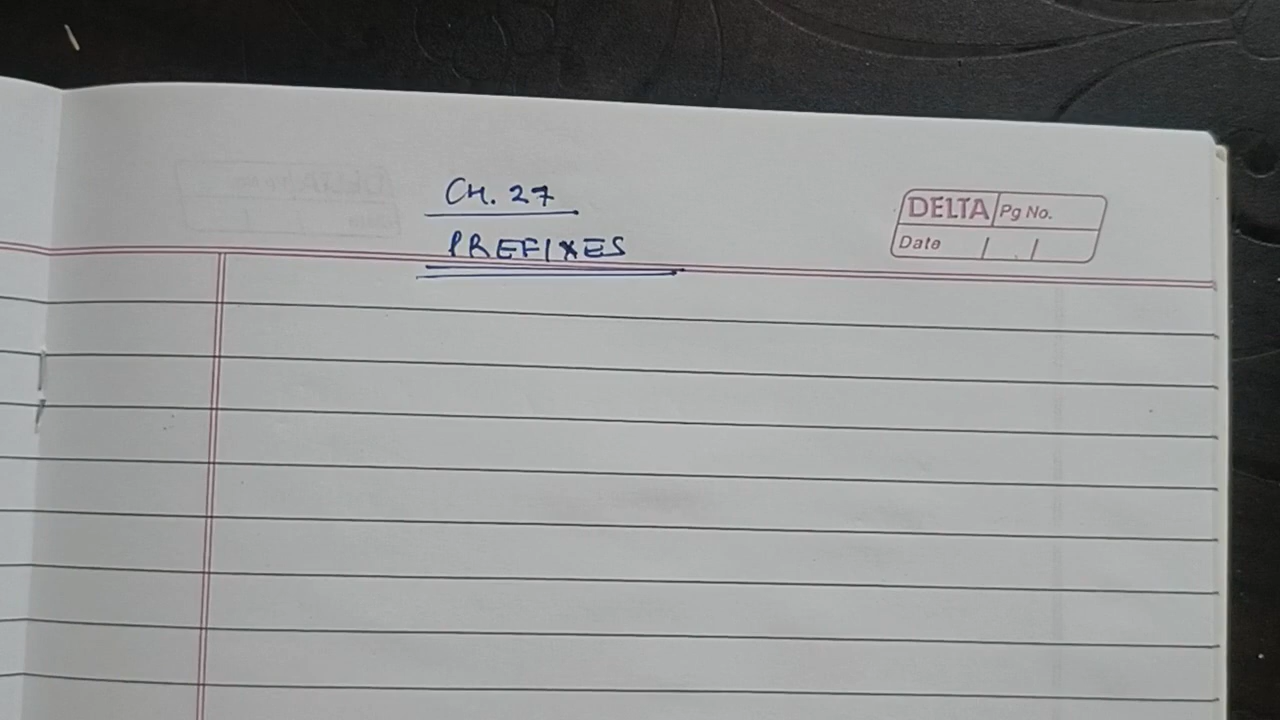 CH. 27
PREFIXES
DELTA Pg No.
Date / /